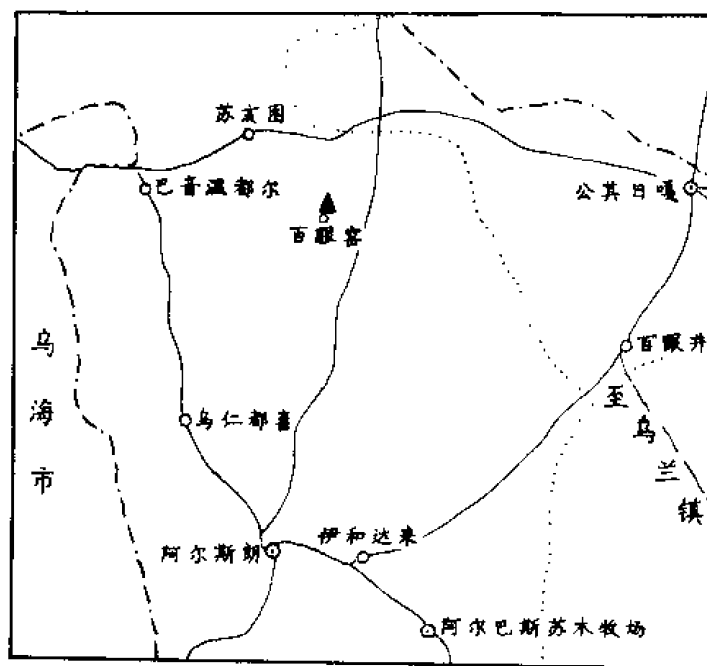 苏亥图
巴音温都尔
公其日嘎
百眼窑
乌海市
百眼井
至乌兰镇
乌仁都喜
伊和达来
阿尔斯朗
阿尔巴斯苏木牧场